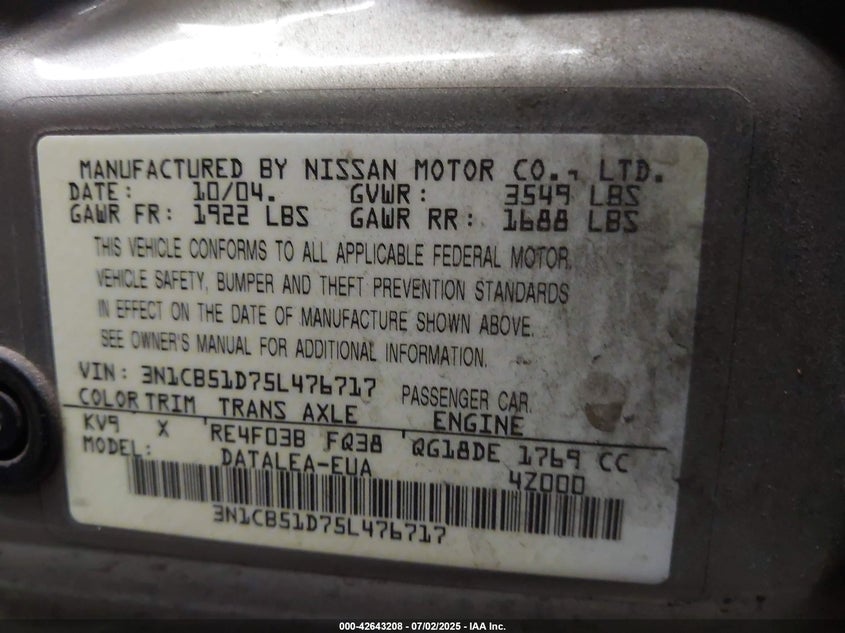 MANUFACTURED BY NISSAN MOTOR CO., LTD.
DATE: 10/04. GVWR: 3549 LBS
GAWR FR: 1922 LBS GAWR RR: 1688 LBS
THIS VEHICLE CONFORMS TO ALL APPLICABLE FEDERAL MOTOR
VEHICLE SAFETY, BUMPER AND THEFT PREVENTION STANDARDS
IN EFFECT ON THE DATE OF MANUFACTURE SHOWN ABOVE.
SEE OWNER'S MANUAL FOR ADDITIONAL INFORMATION.
VIN: 3N1CB51D75L476717 PASSENGER CAR.
COLOR TRIM TRANS AXLE ENGINE
KV9 X 'RE4F03B FQ38 'QG18DE 1769 CC
MODEL: DATALEA-EUA 4Z000
3N1CB51D75L476717
000-42643208 - 07/02/2025 - IAA Inc.